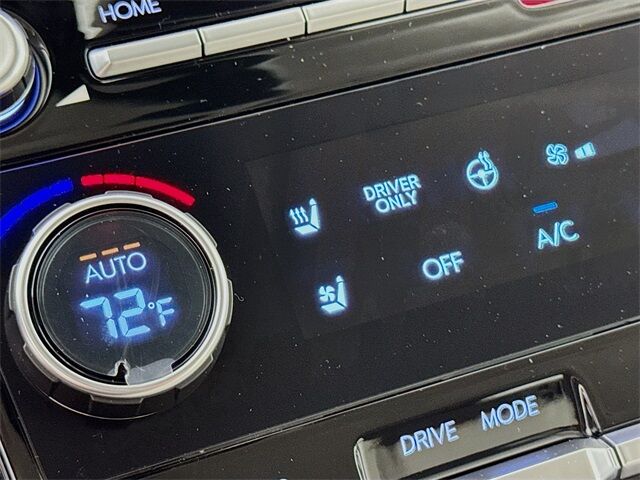 HOME
DRIVER
ONLY
AUTO
72°F
OFF
A/C
DRIVE MODE